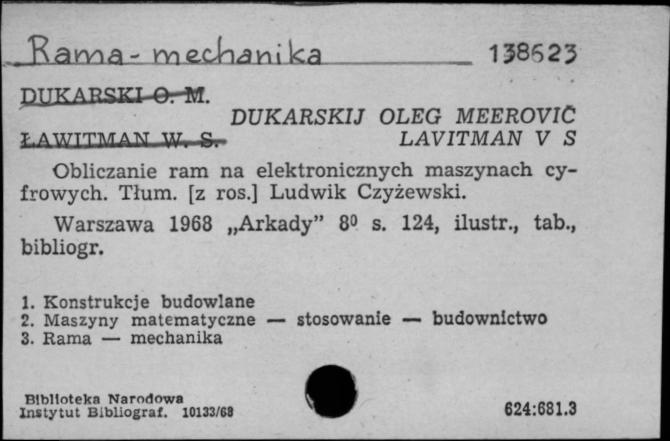 Rama - mechanika 138623
DUKARSKI O. M.
DUKARSKIJ OLEG MEEROVIČ
ŁAWITMAN W. S. LAVITMAN V S
Obliczanie ram na elektronicznych maszynach cy-
frowych. Tłum. [z ros.] Ludwik Czyżewski.
Warszawa 1968 „Arkady” 8⁰ s. 124, ilustr., tab.,
bibliogr.
1. Konstrukcje budowlane
2. Maszyny matematyczne — stosowanie — budownictwo
3. Rama — mechanika
Biblioteka Narodowa
Instytut Bibliograf. 10133/68 624:681.3